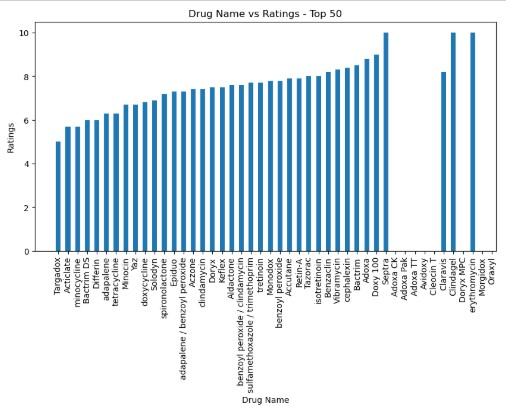 Drug Name vs Ratings - Top 50
Ratings
10
8
6
4
2
0
Targadox
Acticlate
minocycline
Bactrim DS
Differin
adapalene
tetracycline
Minocin
Yaz
doxycycline
Solodyn
spironolactone
Epiduo
adapalene / benzoyl peroxide
Aczone
clindamycin
Doryx
Keflex
Aldactone
benzoyl peroxide / clindamycin
sulfamethoxazole / trimethoprim
tretinoin
Monodox
benzoyl peroxide
Accutane
Retin-A
Tazorac
isotretinoin
Benzaclin
Vibramycin
cephalexin
Bactrim
Adoxa
Doxy 100
Septra
Adoxa CK
Adoxa Pak
Adoxa TT
Avidoxy
Cleocin T
Claravis
Clindagel
Doryx MPC
erythromycin
Morgidox
Oraxyl
Drug Name